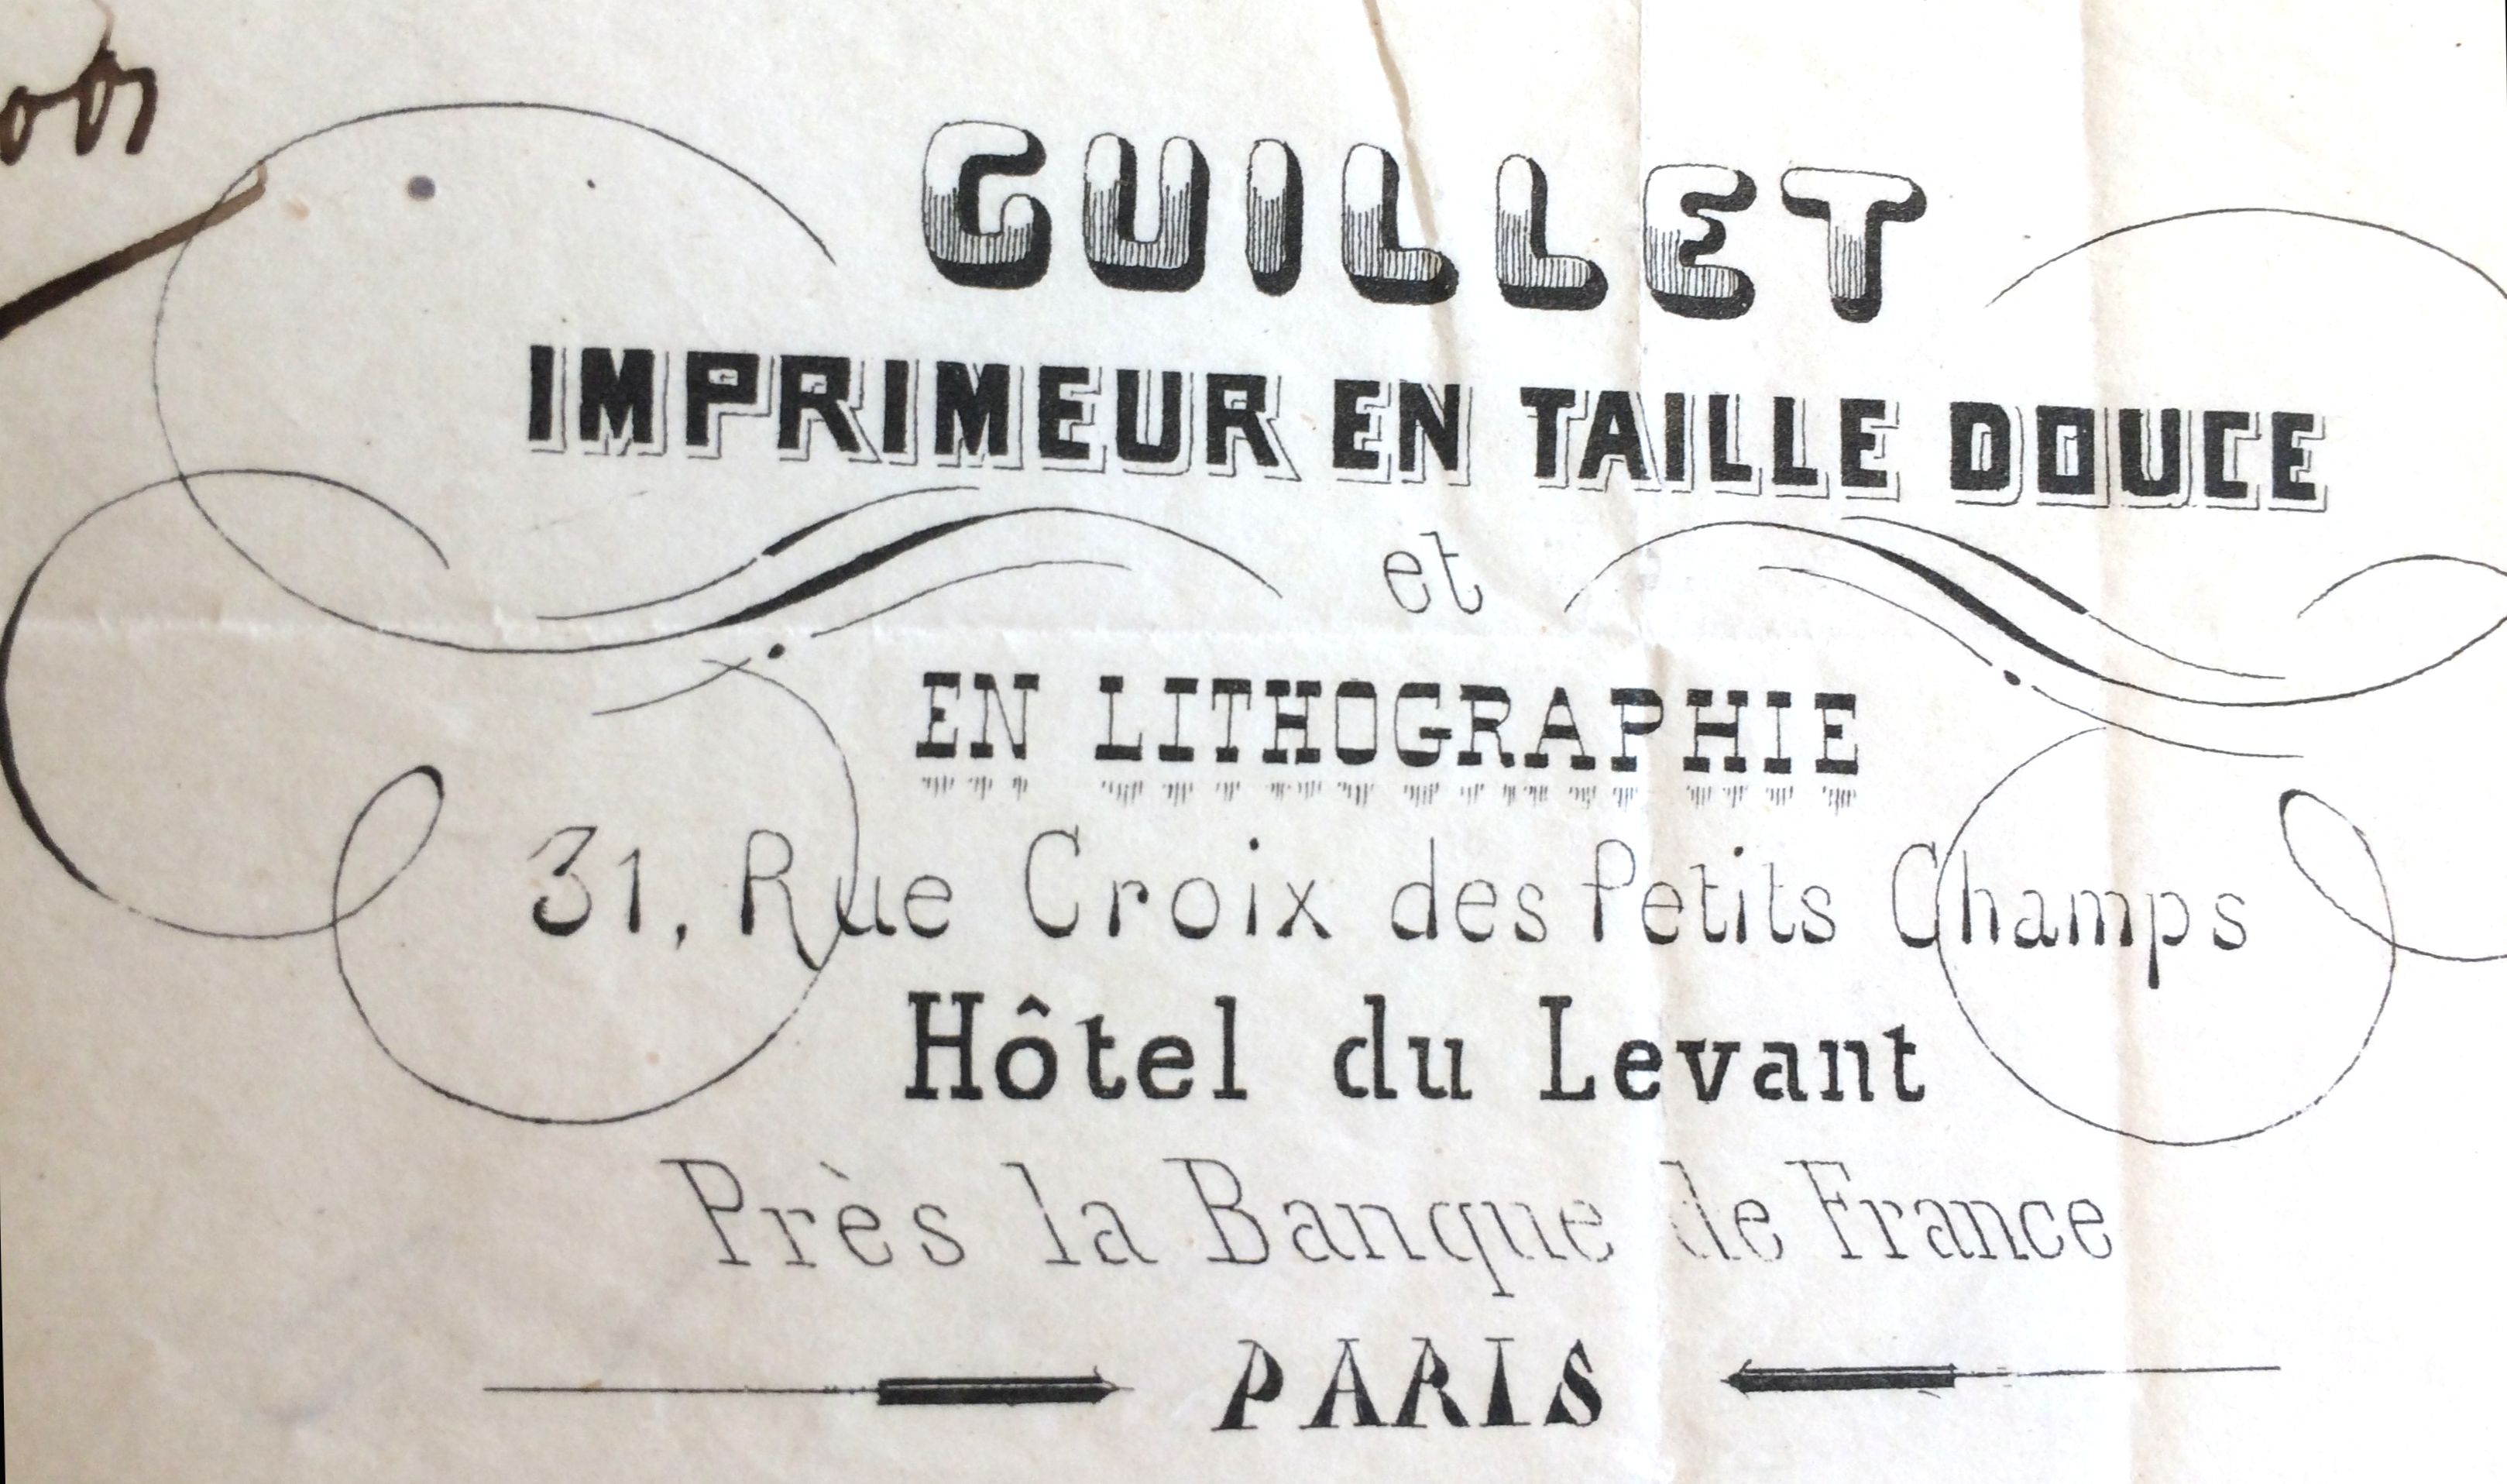 GUILLET
IMPRIMEUR EN TAILLE DOUCE
et
EN LITHOGRAPHIE
31, Rue Croix des Petits Champs
Hôtel du Levant
Près la Banque de France
PARIS